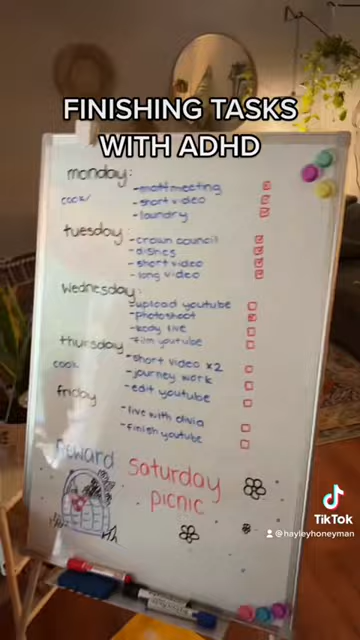 FINISHING TASKS
WITH ADHD
monday:
-matt meeting
cook
-short video
-laundry
tuesday:
-crown council
-dishes
-short video
-long video
wednesday:
-upload youtube
-photoshoot
-body live
-film youtube
thursday
-short video x2
cook
-journey work
-edit youtube
friday
-live with olivia
-finish youtube
reward
saturday
picnic
TikTok
@hayleyhoneyman